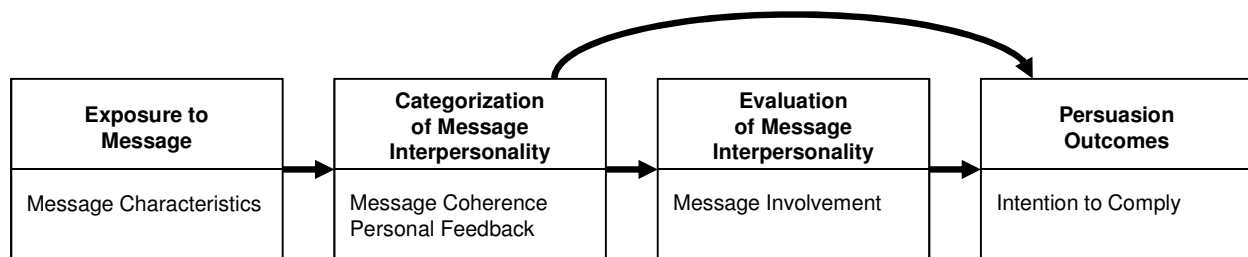 Exposure to
Message
Message Characteristics
Categorization
of Message
Interpersonality
Message Coherence
Personal Feedback
Evaluation
of Message
Interpersonality
Message Involvement
Persuasion
Outcomes
Intention to Comply